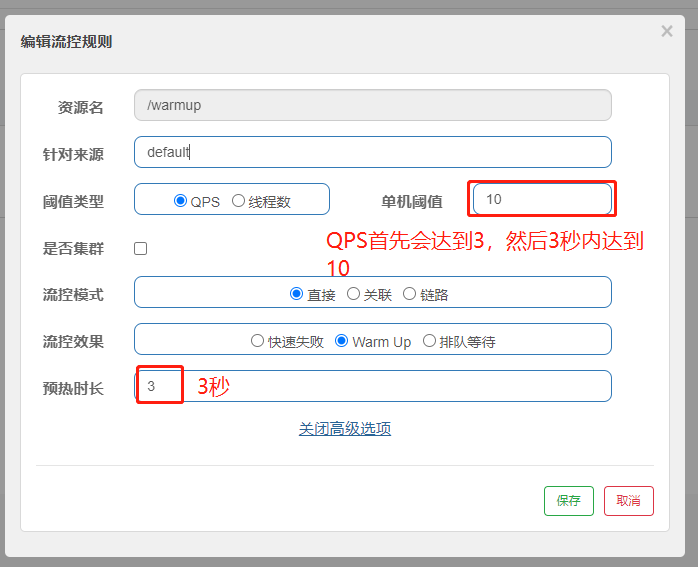 编辑流控规则
×
资源名 /warmup
针对来源 default
阈值类型 QPS 线程数 单机阈值 10
是否集群
QPS首先会达到3，然后3秒内达到
10
流控模式 直接 关联 链路
流控效果 快速失败 Warm Up 排队等待
预热时长 3 3秒
关闭高级选项
保存 取消